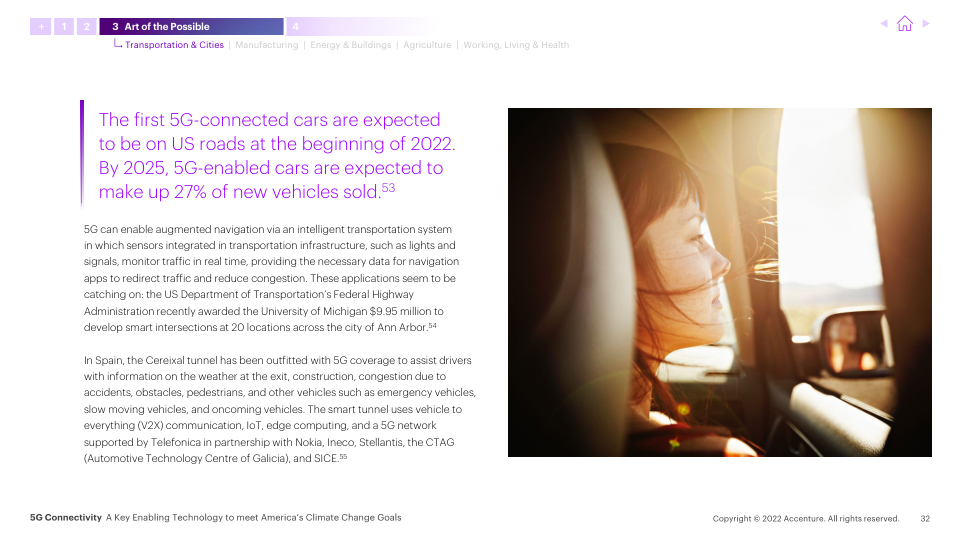 + 1 2 3 Art of the Possible 4
Transportation & Cities | Manufacturing | Energy & Buildings | Agriculture | Working, Living & Health
The first 5G-connected cars are expected
to be on US roads at the beginning of 2022.
By 2025, 5G-enabled cars are expected to
make up 27% of new vehicles sold.53
5G can enable augmented navigation via an intelligent transportation system
in which sensors integrated in transportation infrastructure, such as lights and
signals, monitor traffic in real time, providing the necessary data for navigation
apps to redirect traffic and reduce congestion. These applications seem to be
catching on: the US Department of Transportation's Federal Highway
Administration recently awarded the University of Michigan $9.95 million to
develop smart intersections at 20 locations across the city of Ann Arbor.54
In Spain, the Cereixal tunnel has been outfitted with 5G coverage to assist drivers
with information on the weather at the exit, construction, congestion due to
accidents, obstacles, pedestrians, and other vehicles such as emergency vehicles,
slow moving vehicles, and oncoming vehicles. The smart tunnel uses vehicle to
everything (V2X) communication, IoT, edge computing, and a 5G network
supported by Telefonica in partnership with Nokia, Ineco, Stellantis, the CTAG
(Automotive Technology Centre of Galicia), and SICE.55
5G Connectivity A Key Enabling Technology to meet America's Climate Change Goals
Copyright © 2022 Accenture. All rights reserved. 32